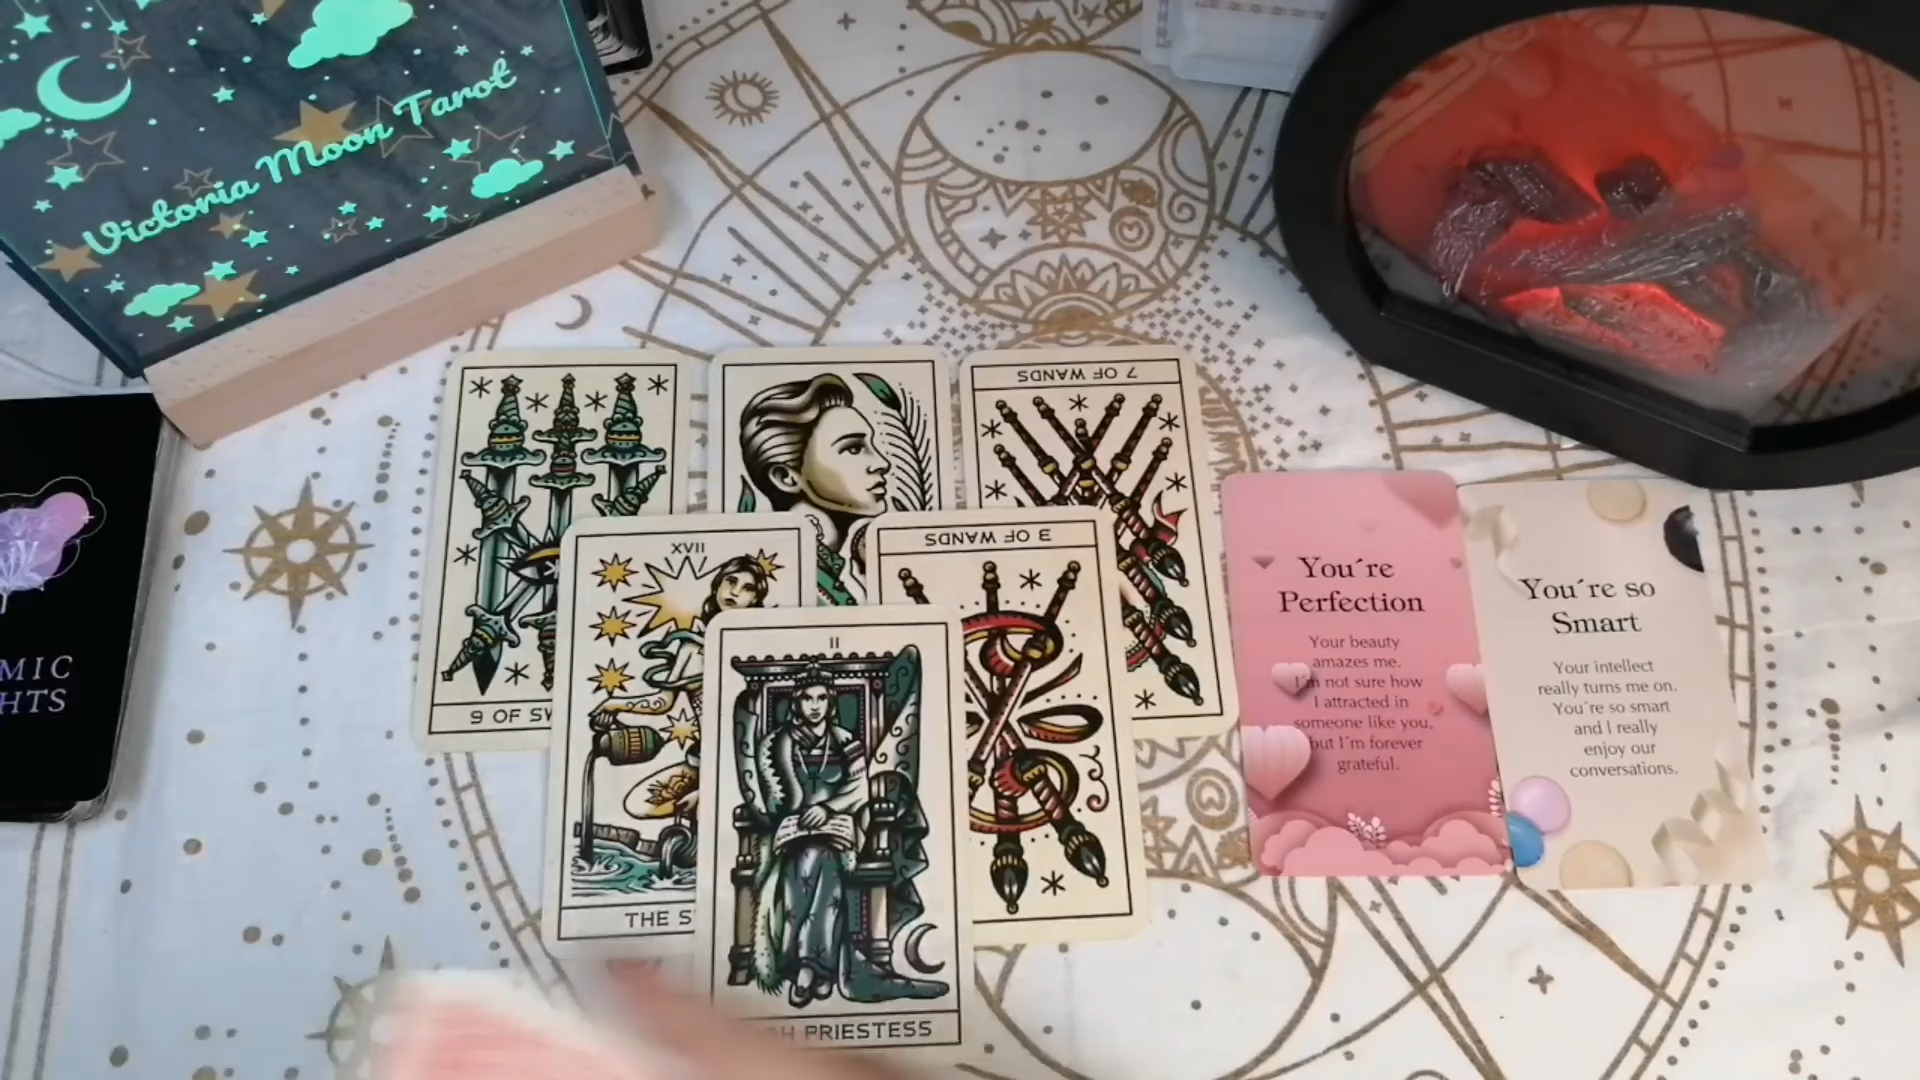 Victoria Moon Tarot
7 OF WANDS
XVII
3 OF WANDS
II
9 OF
THE
PRIESTESS
MIC
HTS
You´re
Perfection
Your beauty
amazes me.
I'm not sure how
I attracted in
someone like you,
but I´m forever
grateful.
You´re so
Smart
Your intellect
really turns me on.
You´re so smart
and I really
enjoy our
conversations.